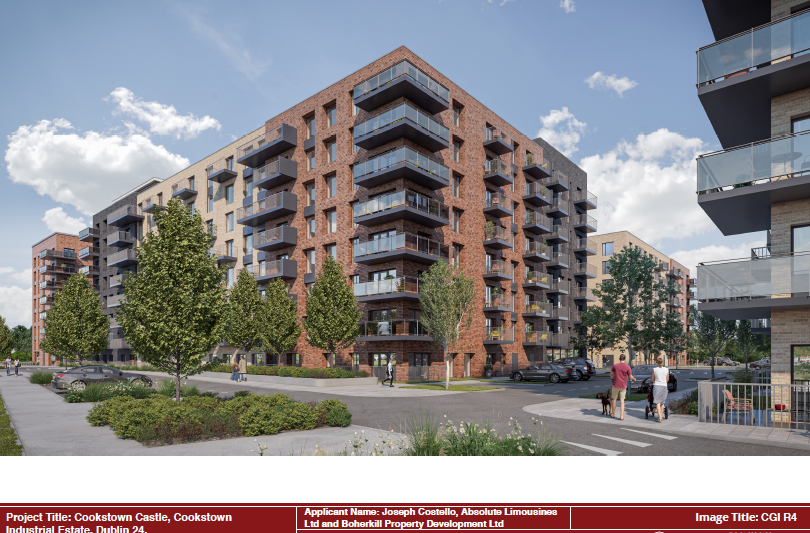 Project Title: Cookstown Castle, Cookstown
Industrial Estate, Dublin 24.
Applicant Name: Joseph Costello, Absolute Limousines
Ltd and Boherkill Property Development Ltd
Image Title: CGI R4